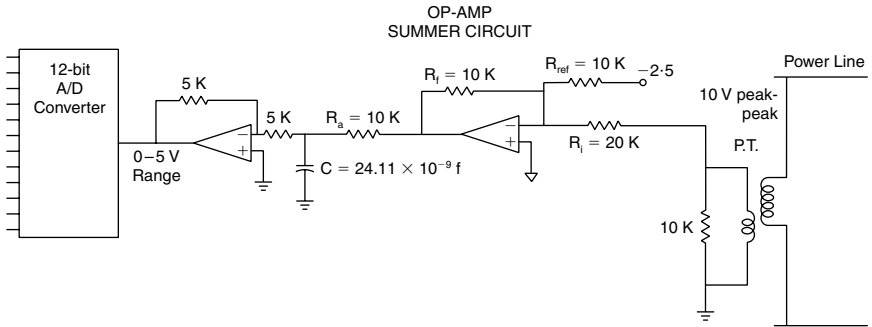 OP-AMP
SUMMER CIRCUIT
12-bit
A/D
Converter
5 K
0–5 V
Range
−
+
5 K
Rₐ = 10 K
C = 24.11 × 10⁻⁹ f
R_f = 10 K
−
+
R_ref = 10 K
−2·5
R_i = 20 K
10 V peak-
peak
P.T.
10 K
Power Line